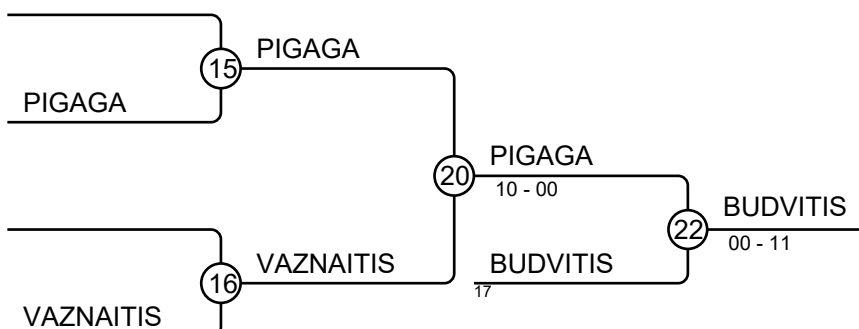 PIGAGA
15
PIGAGA
PIGAGA
20
10 - 00
BUDVITIS
22
00 - 11
VAZNAITIS
16
BUDVITIS
17
VAZNAITIS